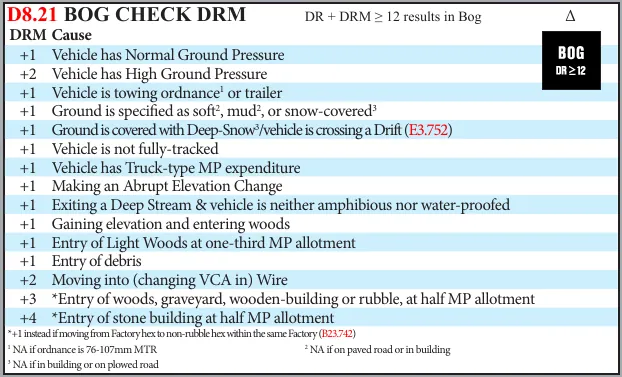 D8.21 BOG CHECK DRM DR + DRM ≥ 12 results in Bog Δ
DRM Cause
BOG
DR ≥ 12
+1 Vehicle has Normal Ground Pressure
+2 Vehicle has High Ground Pressure
+1 Vehicle is towing ordnance¹ or trailer
+1 Ground is specified as soft², mud², or snow-covered³
+1 Ground is covered with Deep-Snow³/vehicle is crossing a Drift (E3.752)
+1 Vehicle is not fully-tracked
+1 Vehicle has Truck-type MP expenditure
+1 Making an Abrupt Elevation Change
+1 Exiting a Deep Stream & vehicle is neither amphibious nor water-proofed
+1 Gaining elevation and entering woods
+1 Entry of Light Woods at one-third MP allotment
+1 Entry of debris
+2 Moving into (changing VCA in) Wire
+3 *Entry of woods, graveyard, wooden-building or rubble, at half MP allotment
+4 *Entry of stone building at half MP allotment
*+1 instead if moving from Factory hex to non-rubble hex within the same Factory (B23.742)
¹ NA if ordnance is 76-107mm MTR ² NA if on paved road or in building
³ NA if in building or on plowed road